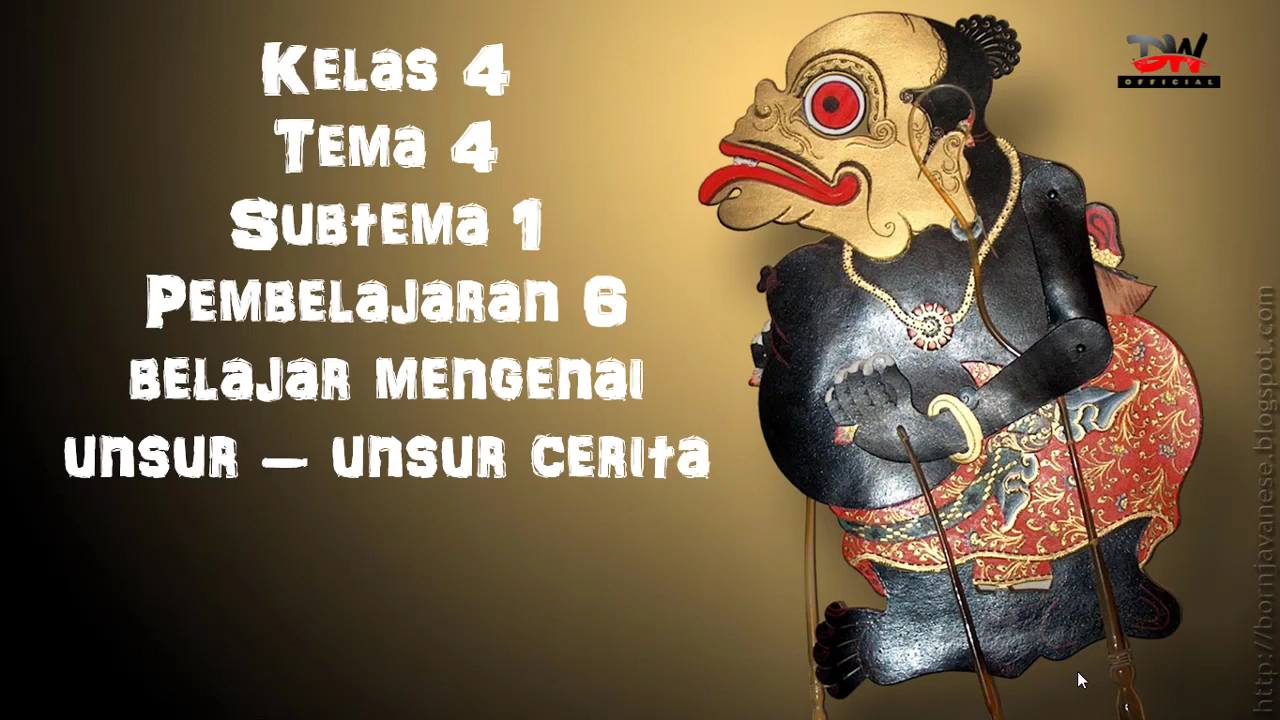 Kelas 4
Tema 4
Subtema 1
Pembelajaran 6
belajar mengenai
unsur – unsur cerita
DW
OFFICIAL
http://bornjavanese.blogspot.com